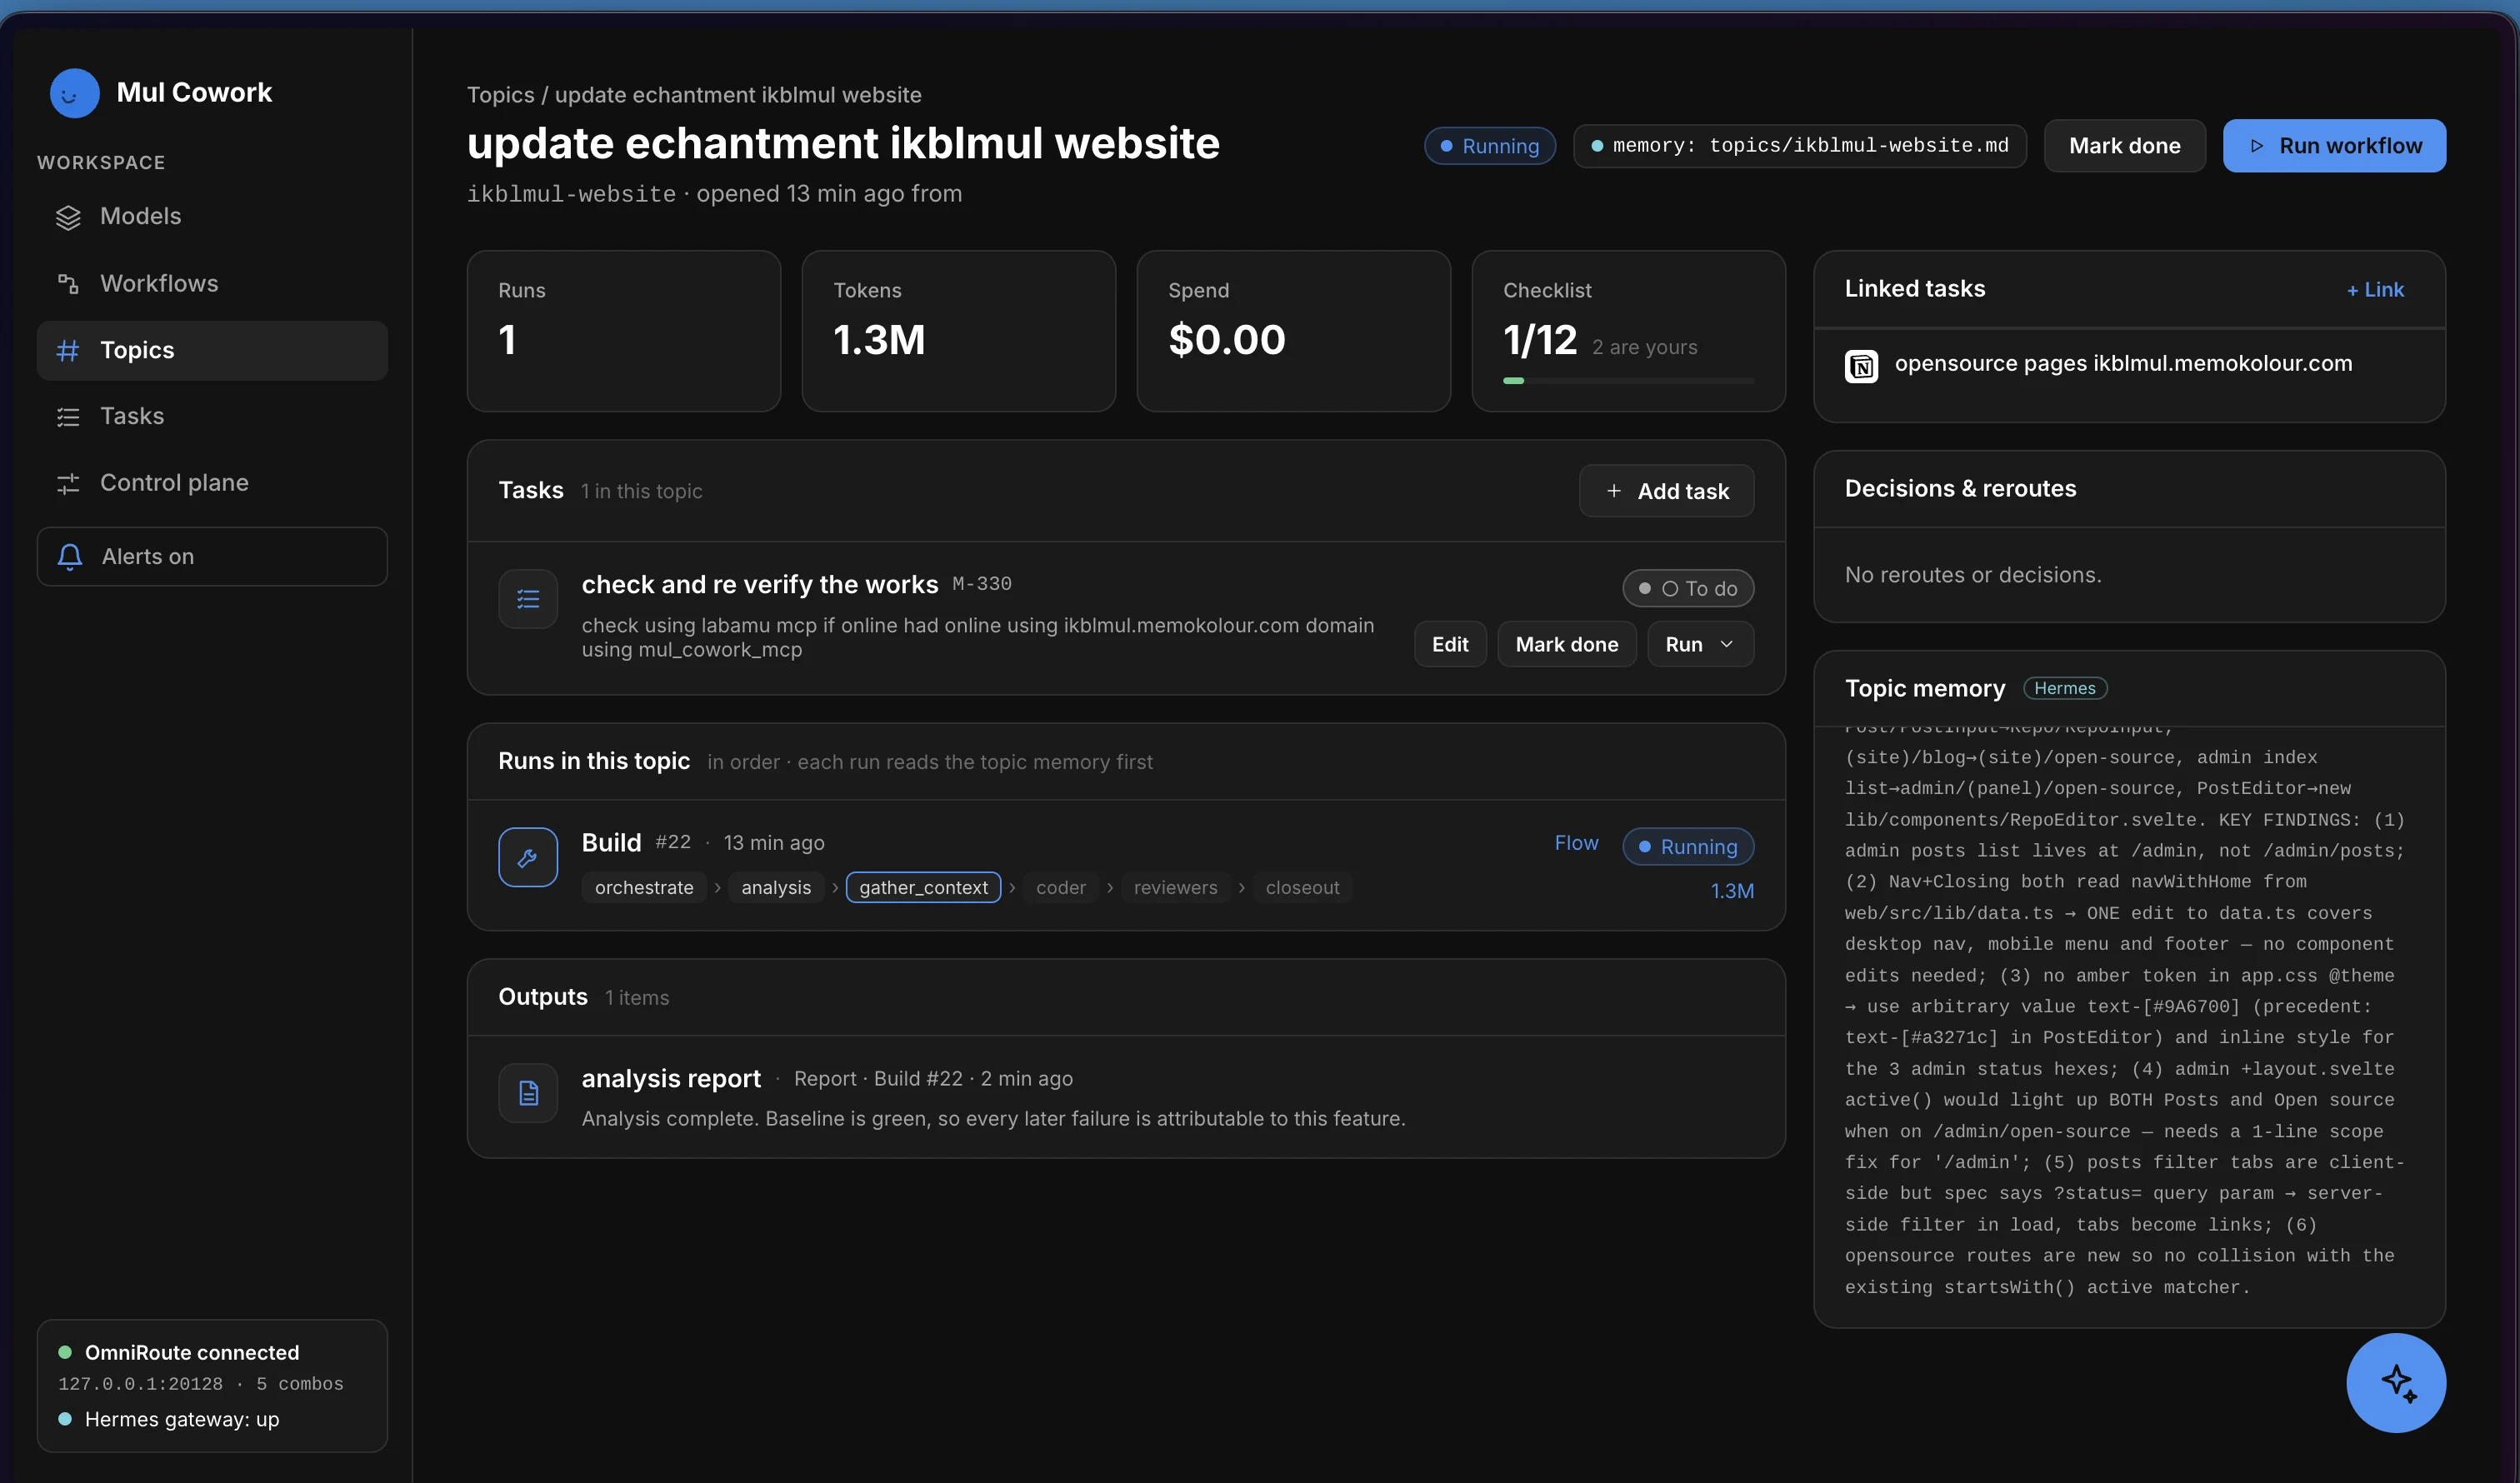 Mul Cowork
WORKSPACE
Models
Workflows
Topics
Tasks
Control plane
Alerts on
OmniRoute connected
127.0.0.1:20128 · 5 combos
Hermes gateway: up
Topics / update echantment ikblmul website
update echantment ikblmul website
ikblmul-website · opened 13 min ago from
Running
memory: topics/ikblmul-website.md
Mark done
Run workflow
Runs
1
Tokens
1.3M
Spend
$0.00
Checklist
1/12 2 are yours
Tasks 1 in this topic
+ Add task
check and re verify the works M-330
To do
check using labamu mcp if online had online using ikblmul.memokolour.com domain
using mul_cowork_mcp
Edit
Mark done
Run
Runs in this topic in order · each run reads the topic memory first
Build #22 · 13 min ago
Flow
Running
orchestrate › analysis › gather_context › coder › reviewers › closeout
1.3M
Outputs 1 items
analysis report · Report · Build #22 · 2 min ago
Analysis complete. Baseline is green, so every later failure is attributable to this feature.
Linked tasks
+ Link
opensource pages ikblmul.memokolour.com
Decisions & reroutes
No reroutes or decisions.
Topic memory Hermes
Post/PostInput→Repo/RepoInput,
(site)/blog→(site)/open-source, admin index
list→admin/(panel)/open-source, PostEditor→new
lib/components/RepoEditor.svelte. KEY FINDINGS: (1)
admin posts list lives at /admin, not /admin/posts;
(2) Nav+Closing both read navWithHome from
web/src/lib/data.ts → ONE edit to data.ts covers
desktop nav, mobile menu and footer — no component
edits needed; (3) no amber token in app.css @theme
→ use arbitrary value text-[#9A6700] (precedent:
text-[#a3271c] in PostEditor) and inline style for
the 3 admin status hexes; (4) admin +layout.svelte
active() would light up BOTH Posts and Open source
when on /admin/open-source — needs a 1-line scope
fix for '/admin'; (5) posts filter tabs are client-
side but spec says ?status= query param → server-
side filter in load, tabs become links; (6)
opensource routes are new so no collision with the
existing startsWith() active matcher.